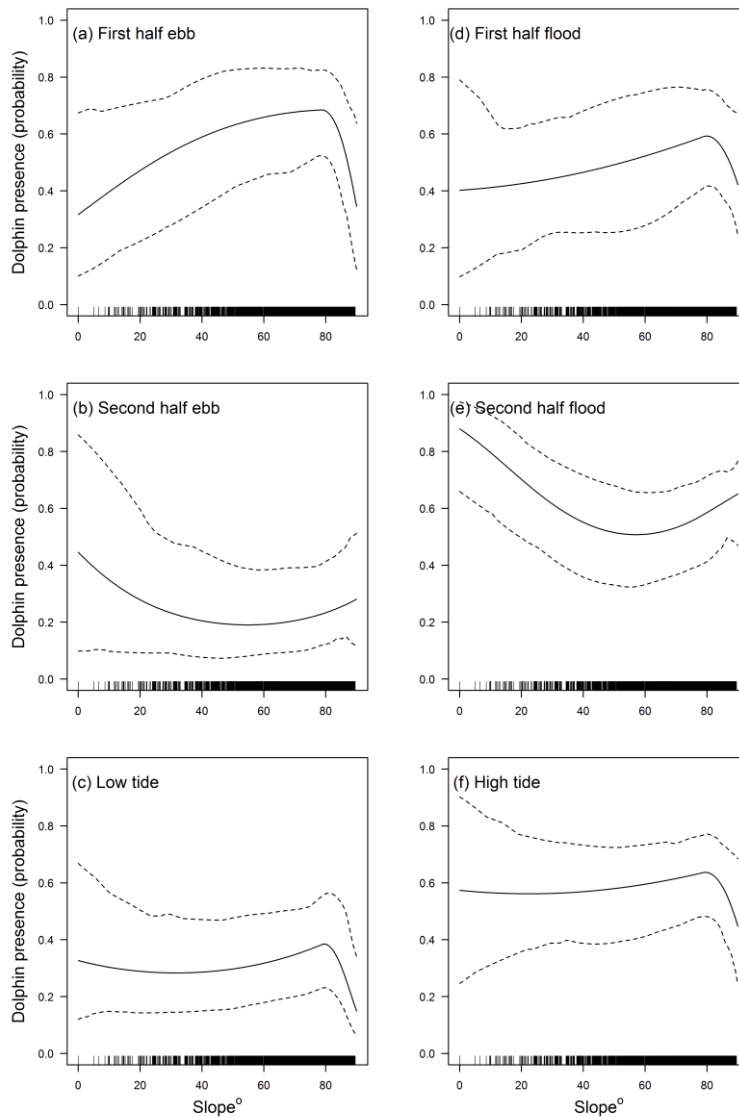 (a) First half ebb
Dolphin presence (probability)
1.0
0.8
0.6
0.4
0.2
0.0
0 20 40 60 80
(d) First half flood
1.0
0.8
0.6
0.4
0.2
0.0
0 20 40 60 80
(b) Second half ebb
Dolphin presence (probability)
1.0
0.8
0.6
0.4
0.2
0.0
0 20 40 60 80
(e) Second half flood
1.0
0.8
0.6
0.4
0.2
0.0
0 20 40 60 80
(c) Low tide
Dolphin presence (probability)
1.0
0.8
0.6
0.4
0.2
0.0
0 20 40 60 80
Slope⁰
(f) High tide
1.0
0.8
0.6
0.4
0.2
0.0
0 20 40 60 80
Slope⁰